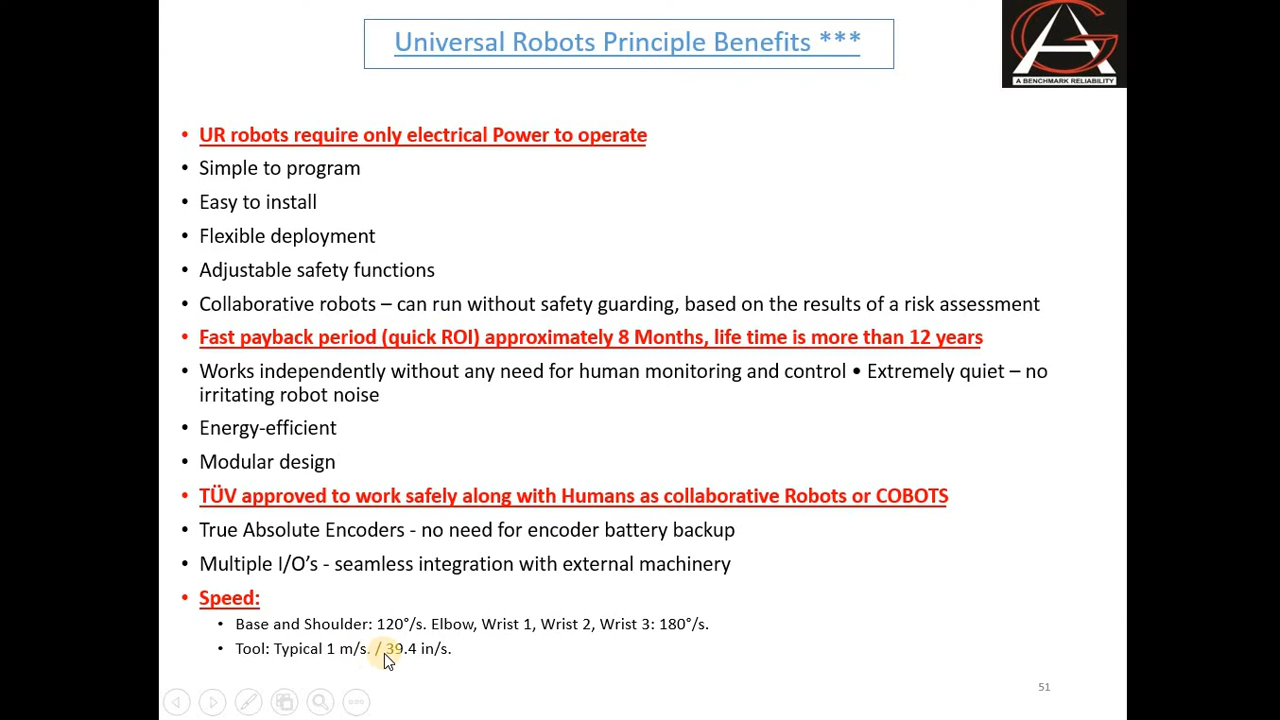 Universal Robots Principle Benefits ***
A BENCHMARK RELIABILITY
• UR robots require only electrical Power to operate
• Simple to program
• Easy to install
• Flexible deployment
• Adjustable safety functions
• Collaborative robots – can run without safety guarding, based on the results of a risk assessment
• Fast payback period (quick ROI) approximately 8 Months, life time is more than 12 years
• Works independently without any need for human monitoring and control • Extremely quiet – no
irritating robot noise
• Energy-efficient
• Modular design
• TÜV approved to work safely along with Humans as collaborative Robots or COBOTS
• True Absolute Encoders - no need for encoder battery backup
• Multiple I/O's - seamless integration with external machinery
• Speed:
• Base and Shoulder: 120°/s. Elbow, Wrist 1, Wrist 2, Wrist 3: 180°/s.
• Tool: Typical 1 m/s. / 39.4 in/s.
51